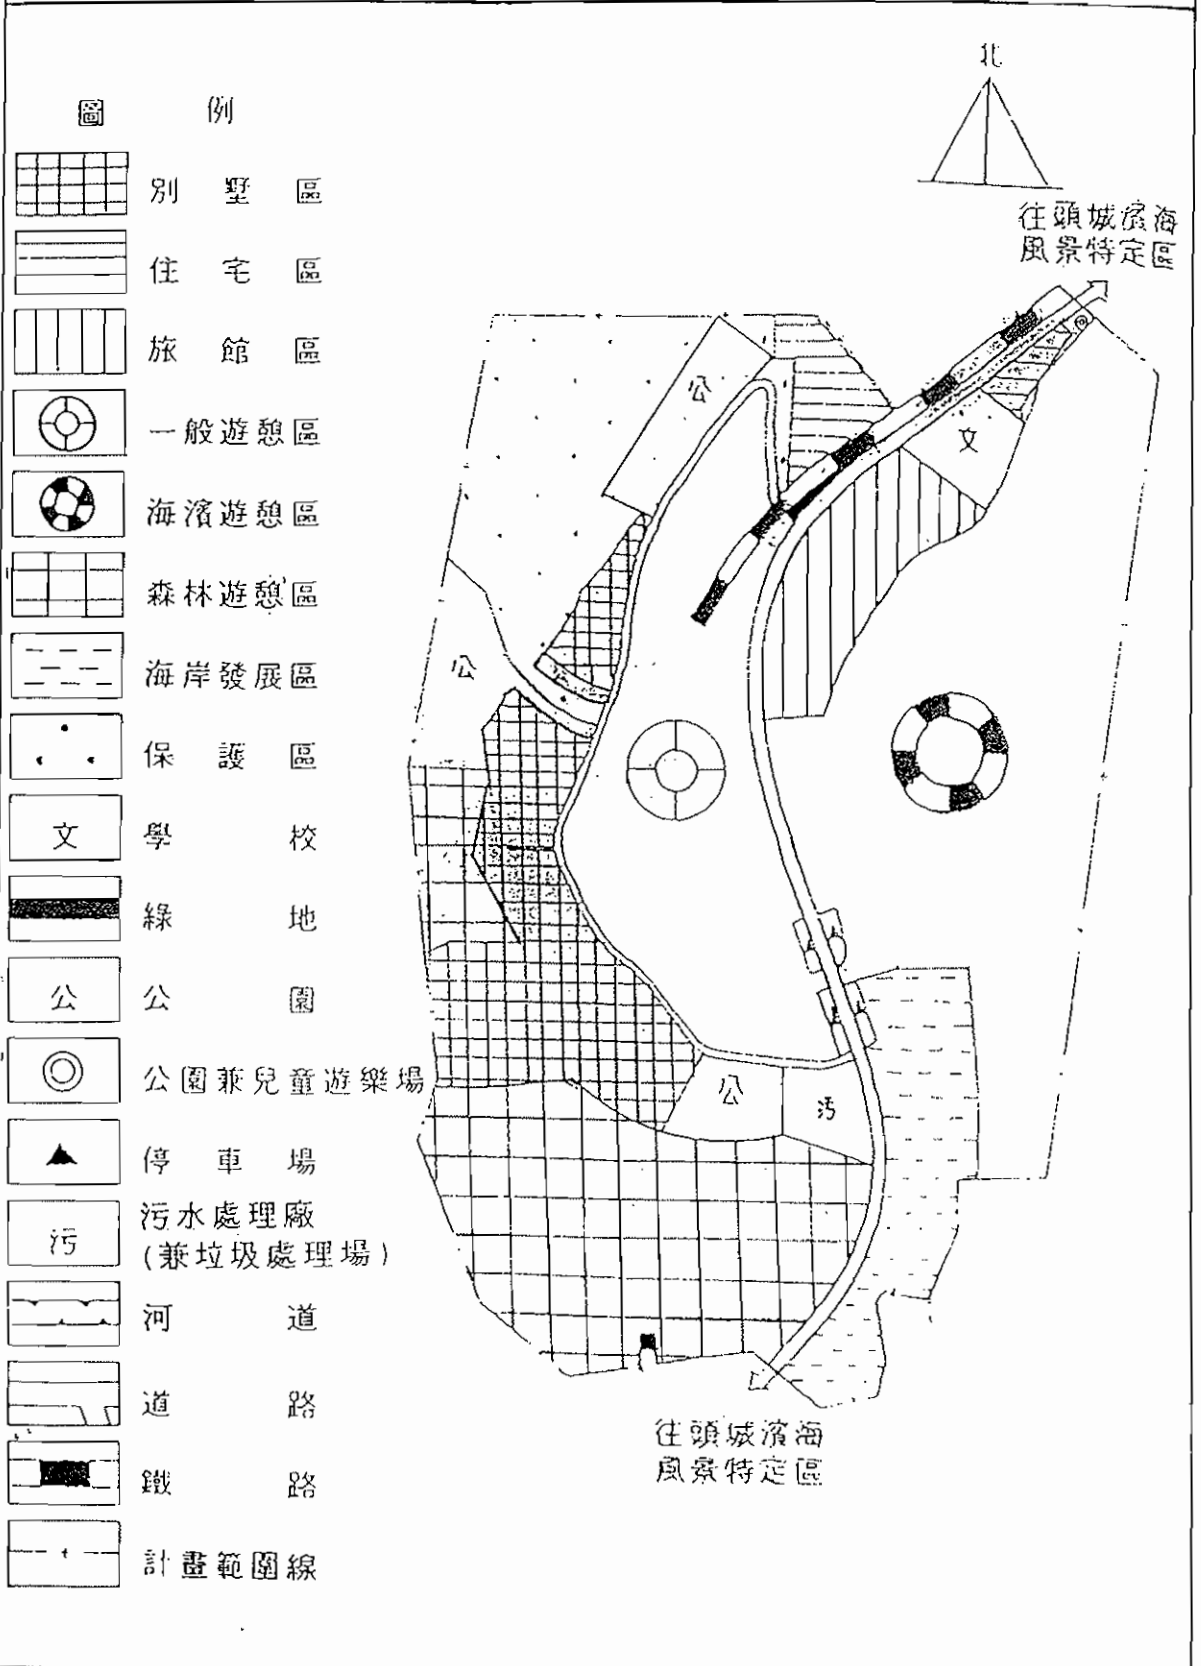 圖例
別墅區
住宅區
旅館區
一般遊憩區
海濱遊憩區
森林遊憩區
海岸發展區
保護區
文 學校
綠地
公 公園
公園兼兒童遊樂場
停車場
污 污水處理廠
(兼垃圾處理場)
河道
道路
鐵路
計畫範圍線
北
往頭城濱海
風景特定區
公
文
公
公
污
往頭城濱海
風景特定區